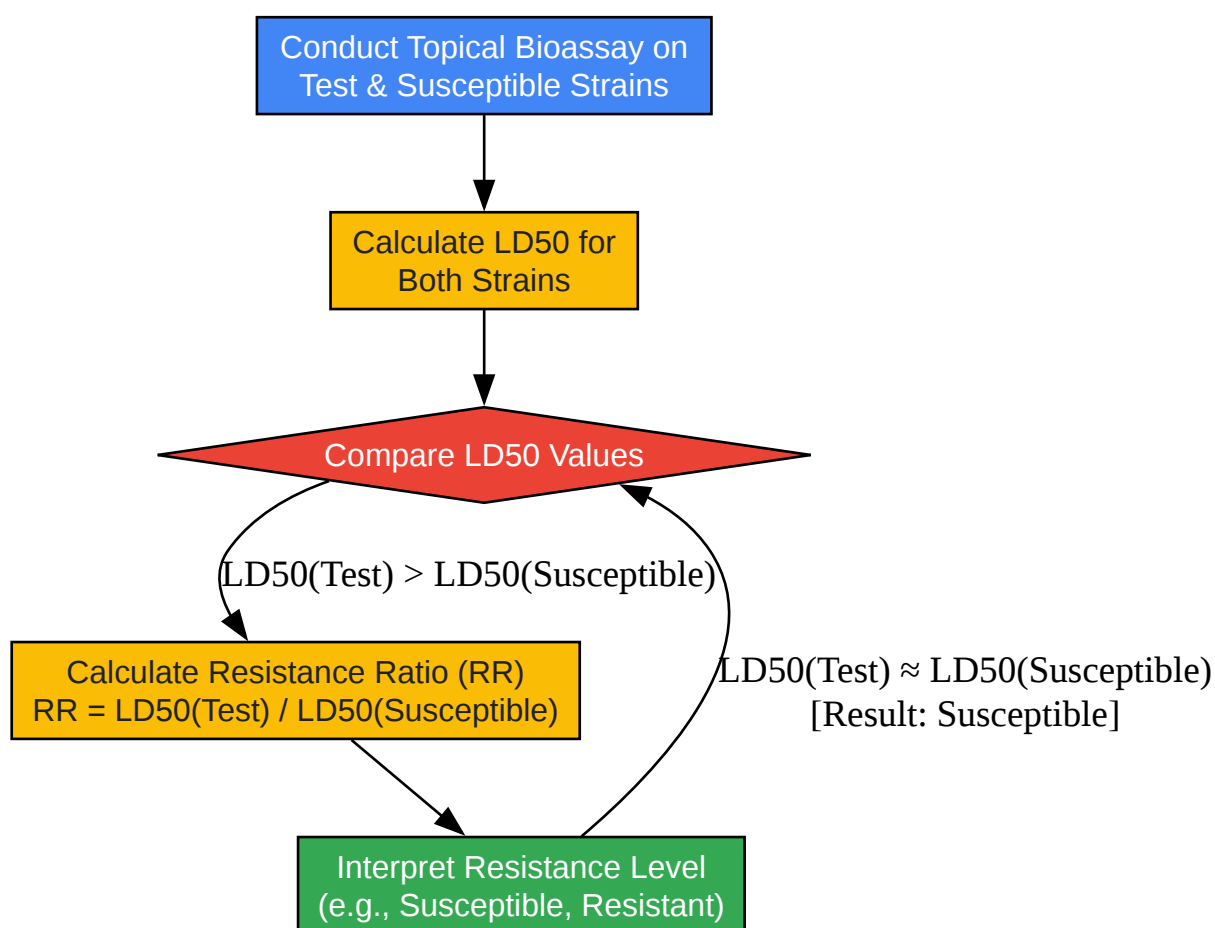 Conduct Topical Bioassay on
Test & Susceptible Strains
Calculate LD50 for
Both Strains
Compare LD50 Values
LD50(Test) > LD50(Susceptible)
Calculate Resistance Ratio (RR)
RR = LD50(Test) / LD50(Susceptible)
LD50(Test) ≈ LD50(Susceptible)
[Result: Susceptible]
Interpret Resistance Level
(e.g., Susceptible, Resistant)